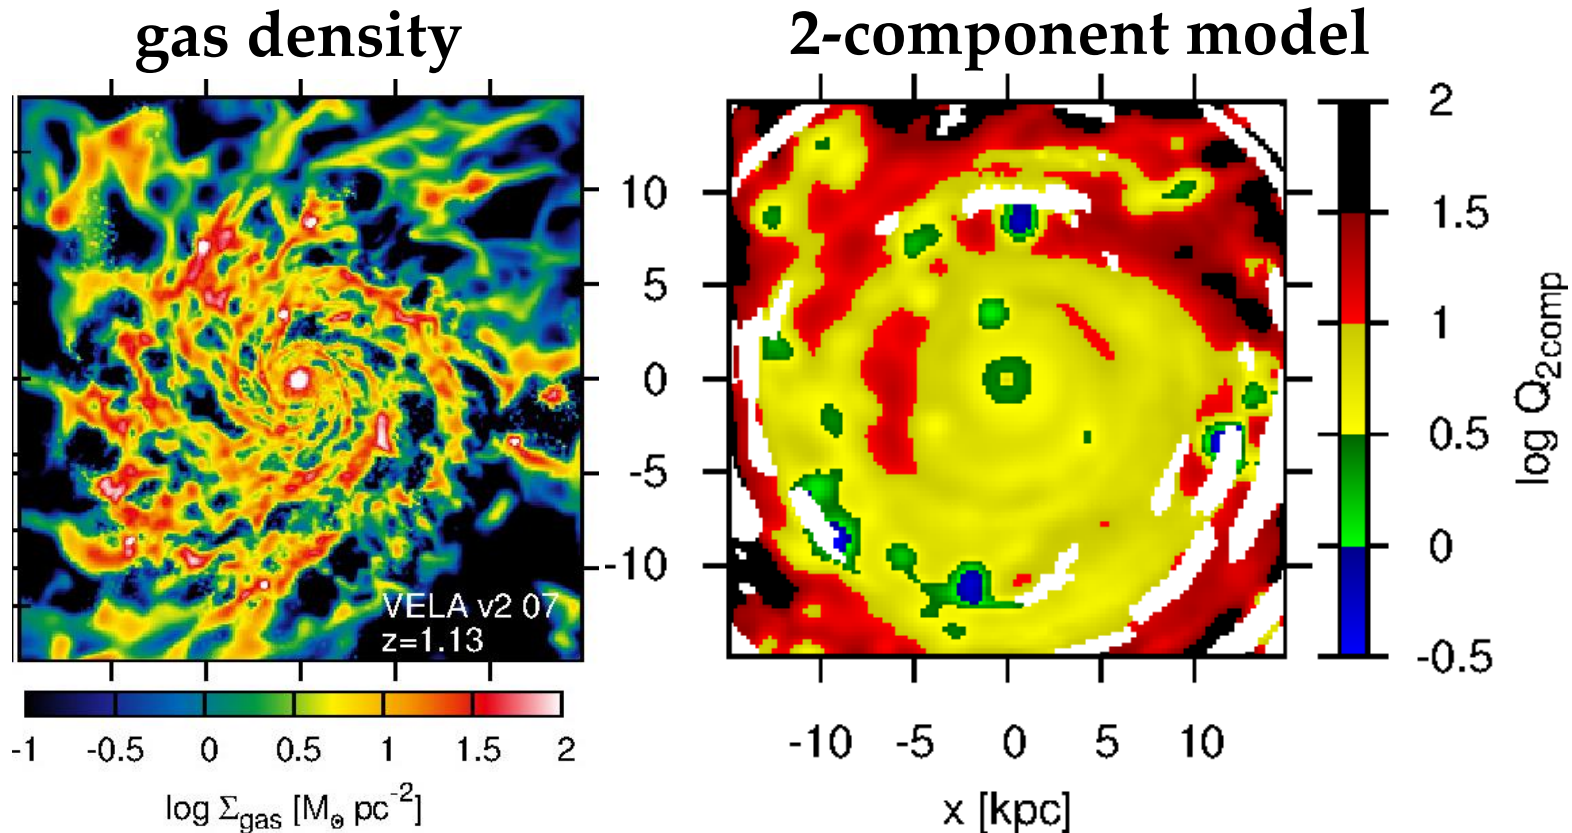 gas density
2-component model
VELA v2 07
z=1.13
10
5
0
-5
-10
-1 -0.5 0 0.5 1 1.5 2
log Σgas [M⊙ pc-2]
-10 -5 0 5 10
x [kpc]
2
1.5
1
0.5
0
-0.5
log Q2comp